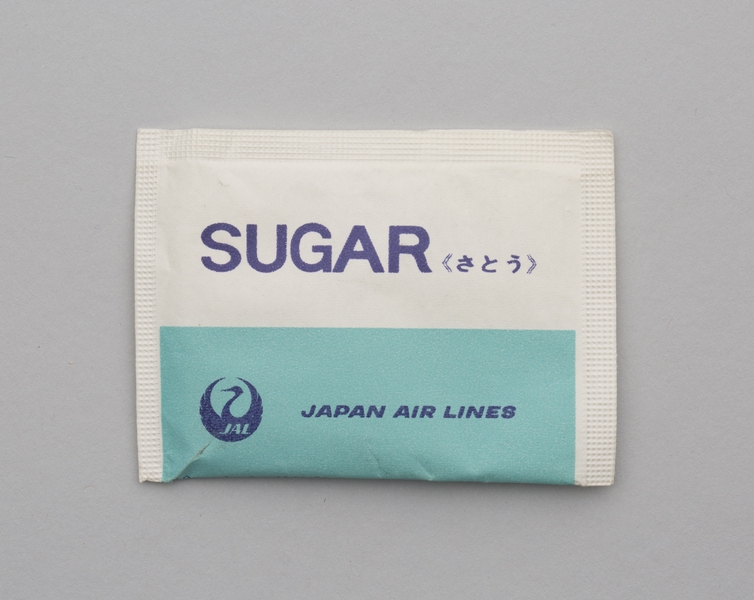 SUGAR《さとう》
JAL
JAPAN AIR LINES